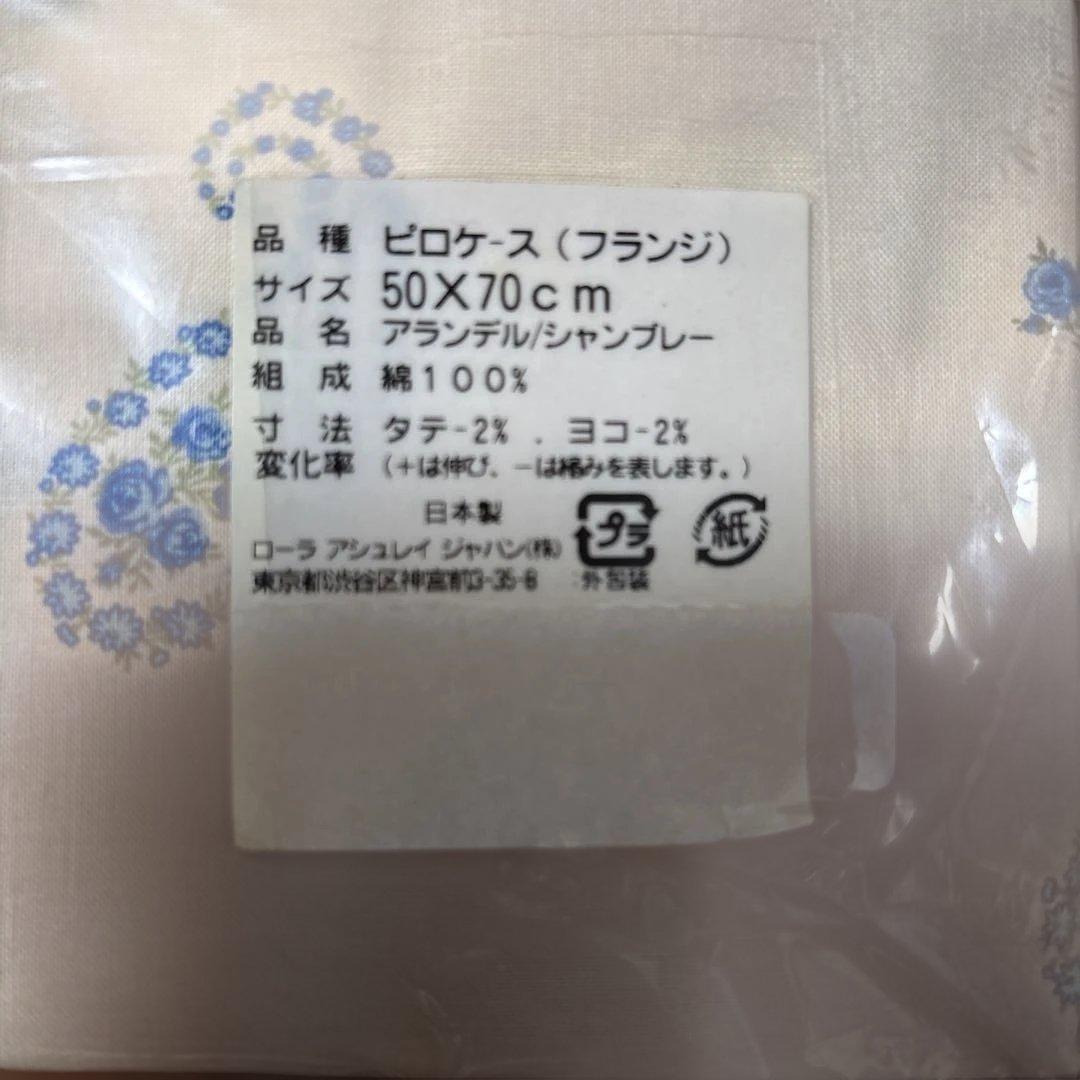 品 種 ピロケ-ス（フランジ）
サイズ 50X70cm
品 名 アランデル/シャンブレー
組 成 綿100%
寸 法 タテ-2% . ヨコ-2%
変化率 （＋は伸び、－は縮みを表します。）
日本製
プラ 紙
ローラ アシュレイ ジャパン(株)
東京都渋谷区神宮前3-35-8 :外包袋